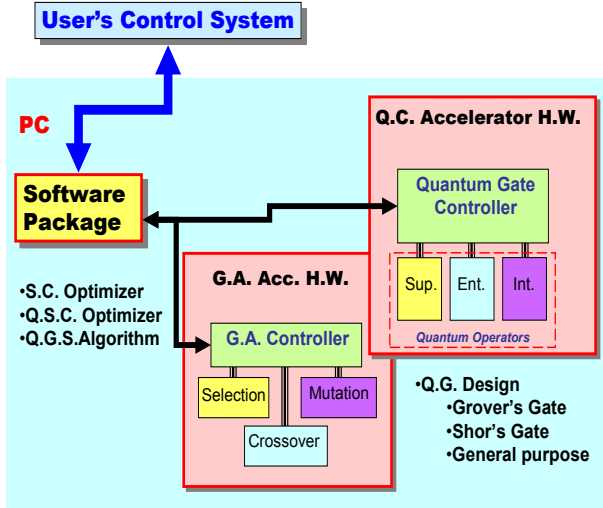 User's Control System
PC
Q.C. Accelerator H.W.
Software
Package
Quantum Gate
Controller
Sup.
Ent.
Int.
Quantum Operators
•S.C. Optimizer
•Q.S.C. Optimizer
•Q.G.S.Algorithm
G.A. Acc. H.W.
G.A. Controller
Selection
Mutation
Crossover
•Q.G. Design
•Grover's Gate
•Shor's Gate
•General purpose